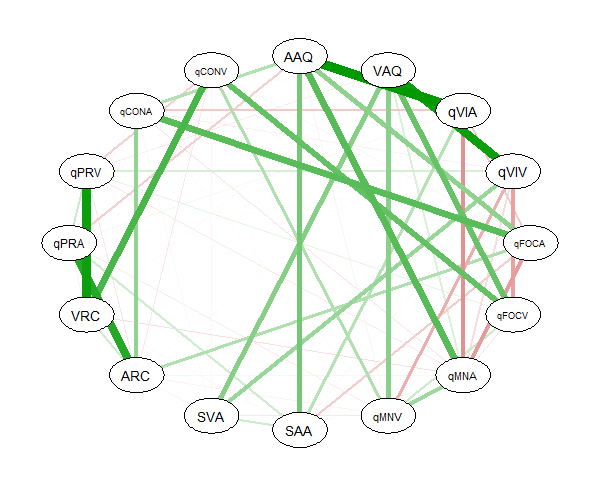 AAQ
qCONV
VAQ
qCONA
qVIA
qPRV
qVIV
qPRA
qFOCA
VRC
qFOCV
ARC
qMNA
SVA
qMNV
SAA